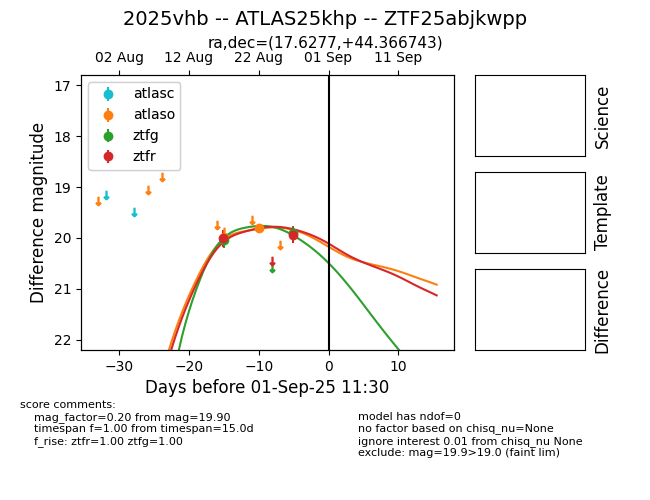 2025vhb -- ATLAS25khp -- ZTF25abjkwpp
ra,dec=(17.6277,+44.366743)
02 Aug 12 Aug 22 Aug 01 Sep 11 Sep
17
18
19
20
21
22
Difference magnitude
atlasc
atlaso
ztfg
ztfr
−30 −20 −10 0 10
Days before 01-Sep-25 11:30
Science
Template
Difference
score comments:
mag_factor=0.20 from mag=19.90
timespan f=1.00 from timespan=15.0d
f_rise: ztfr=1.00 ztfg=1.00
model has ndof=0
no factor based on chisq_nu=None
ignore interest 0.01 from chisq_nu None
exclude: mag=19.9>19.0 (faint lim)